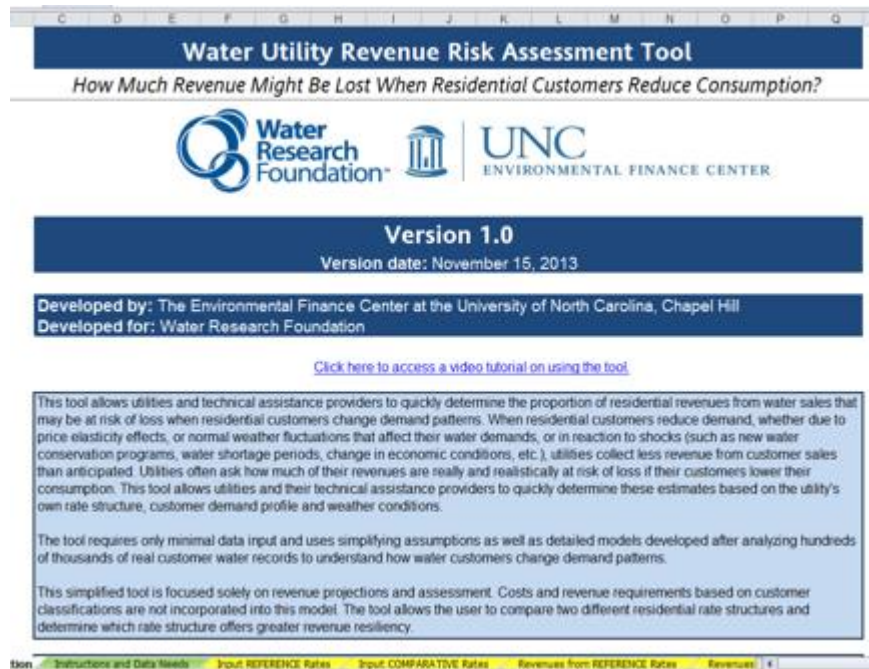 C D E F G H I J K L M N O P Q
Water Utility Revenue Risk Assessment Tool
How Much Revenue Might Be Lost When Residential Customers Reduce Consumption?
Water
Research
Foundation™
UNC
ENVIRONMENTAL FINANCE CENTER
Version 1.0
Version date: November 15, 2013
Developed by: The Environmental Finance Center at the University of North Carolina, Chapel Hill
Developed for: Water Research Foundation
Click here to access a video tutorial on using the tool.
This tool allows utilities and technical assistance providers to quickly determine the proportion of residential revenues from water sales that
may be at risk of loss when residential customers change demand patterns. When residential customers reduce demand, whether due to
price elasticity effects, or normal weather fluctuations that affect their water demands, or in reaction to shocks (such as new water
conservation programs, water shortage periods, change in economic conditions, etc.), utilities collect less revenue from customer sales
than anticipated. Utilities often ask how much of their revenues are really and realistically at risk of loss if their customers lower their
consumption. This tool allows utilities and their technical assistance providers to quickly determine these estimates based on the utility's
own rate structure, customer demand profile and weather conditions.
The tool requires only minimal data input and uses simplifying assumptions as well as detailed models developed after analyzing hundreds
of thousands of real customer water records to understand how water customers change demand patterns.
This simplified tool is focused solely on revenue projections and assessment. Costs and revenue requirements based on customer
classifications are not incorporated into this model. The tool allows the user to compare two different residential rate structures and
determine which rate structure offers greater revenue resiliency.
tion Instructions and Data Needs Input REFERENCE Rates Input COMPARATIVE Rates Revenues from REFERENCE Rates Revenues